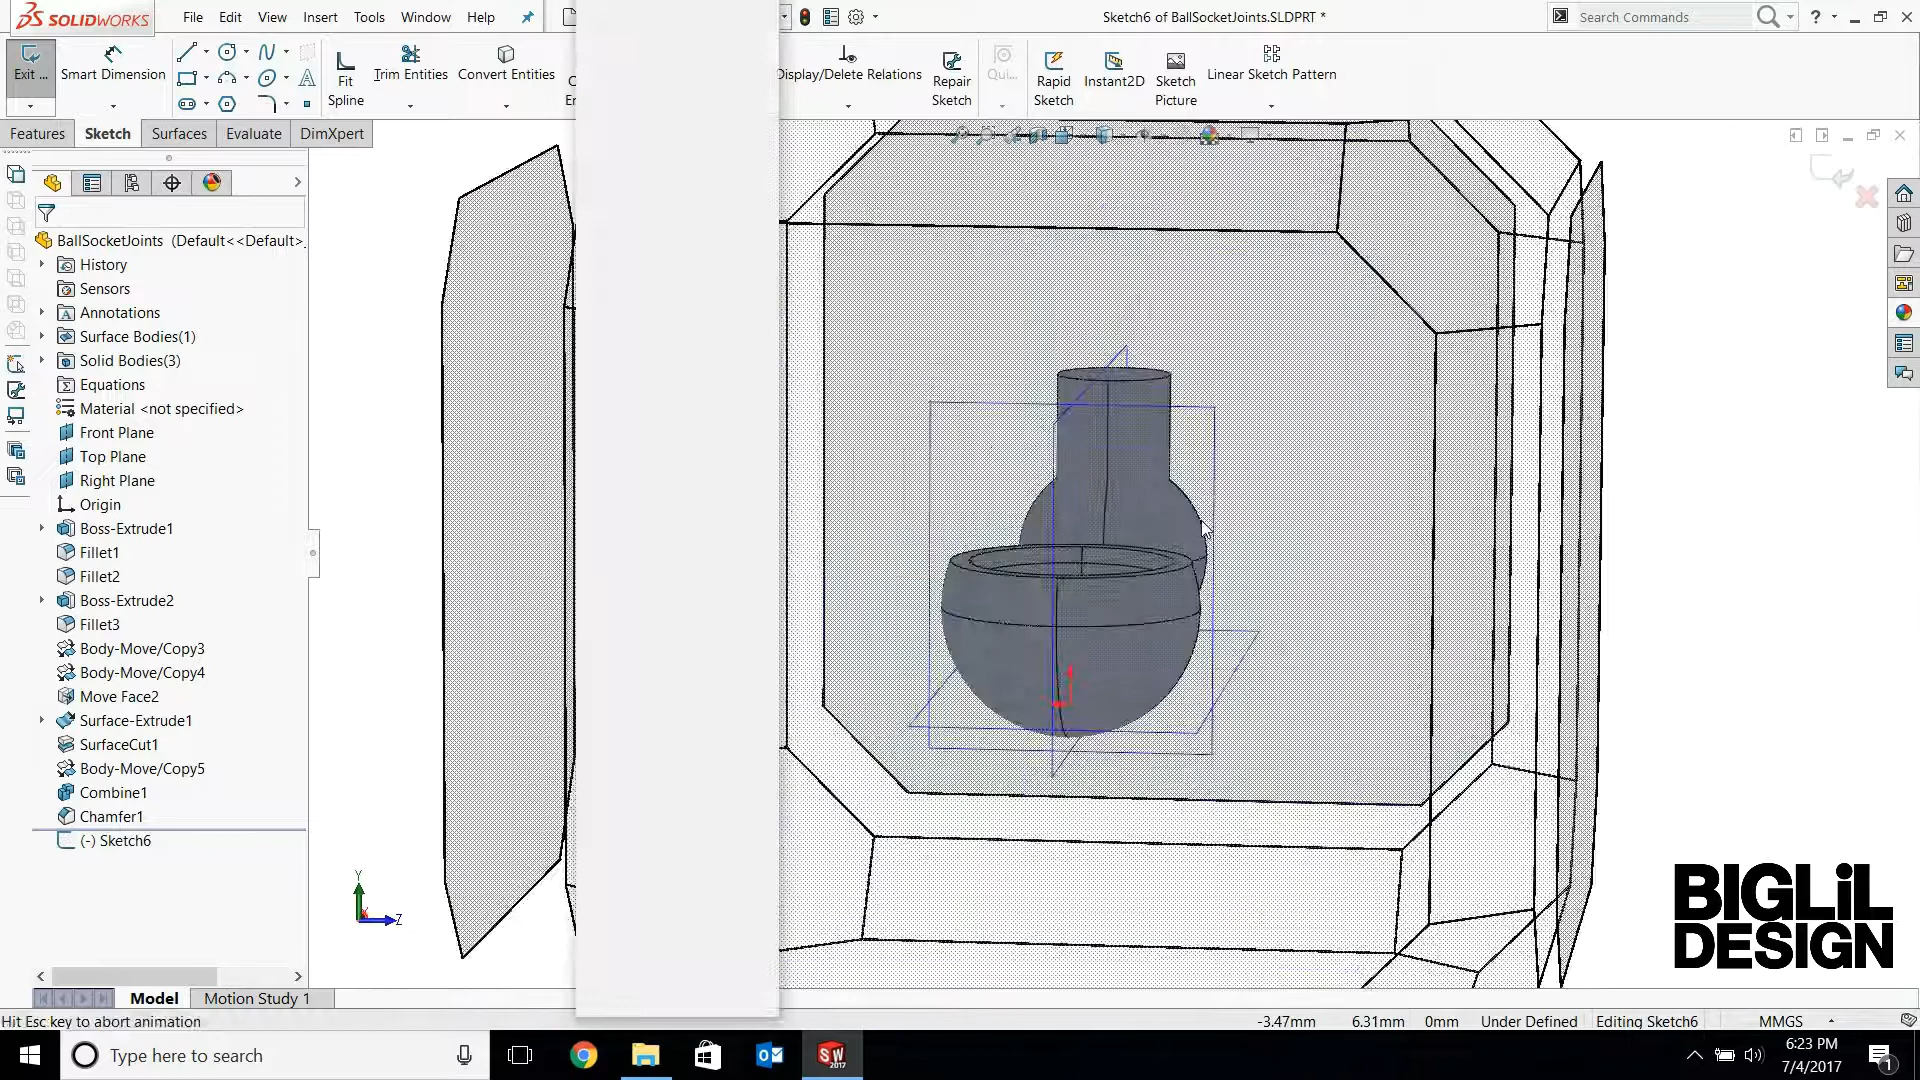 SOLIDWORKS
File Edit View Insert Tools Window Help
Sketch6 of BallSocketJoints.SLDPRT *
Search Commands
?
Exit ...
Smart Dimension
Fit
Spline
Trim Entities
Convert Entities
Display/Delete Relations
Repair
Sketch
Qui...
Rapid
Sketch
Instant2D
Sketch
Picture
Linear Sketch Pattern
Features Sketch Surfaces Evaluate DimXpert
BallSocketJoints (Default<<Default>
History
Sensors
Annotations
Surface Bodies(1)
Solid Bodies(3)
Equations
Material <not specified>
Front Plane
Top Plane
Right Plane
Origin
Boss-Extrude1
Fillet1
Fillet2
Boss-Extrude2
Fillet3
Body-Move/Copy3
Body-Move/Copy4
Move Face2
Surface-Extrude1
SurfaceCut1
Body-Move/Copy5
Combine1
Chamfer1
(-) Sketch6
Y
X
Z
BIGLiL
DESIGN
Model Motion Study 1
Hit Esc key to abort animation
-3.47mm 6.31mm 0mm Under Defined Editing Sketch6 MMGS
Type here to search
SW
2017
6:23 PM
7/4/2017
1